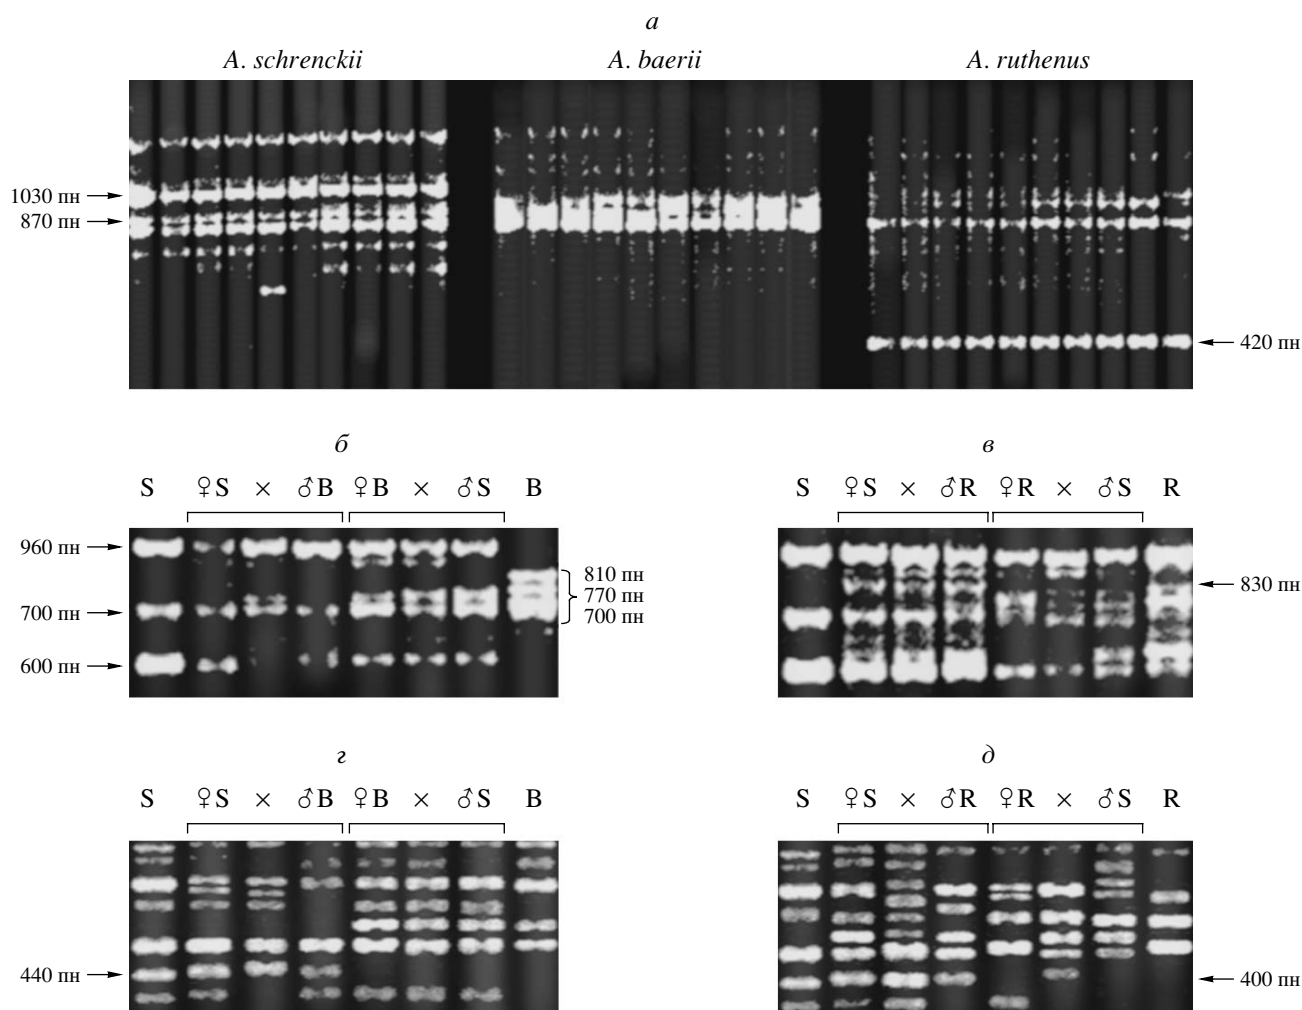 а
A. schrenckii A. baerii A. ruthenus
1030 пн
870 пн
420 пн
б
S ♀S × ♂B ♀B × ♂S B
960 пн
700 пн
600 пн
810 пн
770 пн
700 пн
в
S ♀S × ♂R ♀R × ♂S R
830 пн
г
S ♀S × ♂B ♀B × ♂S B
440 пн
д
S ♀S × ♂R ♀R × ♂S R
400 пн